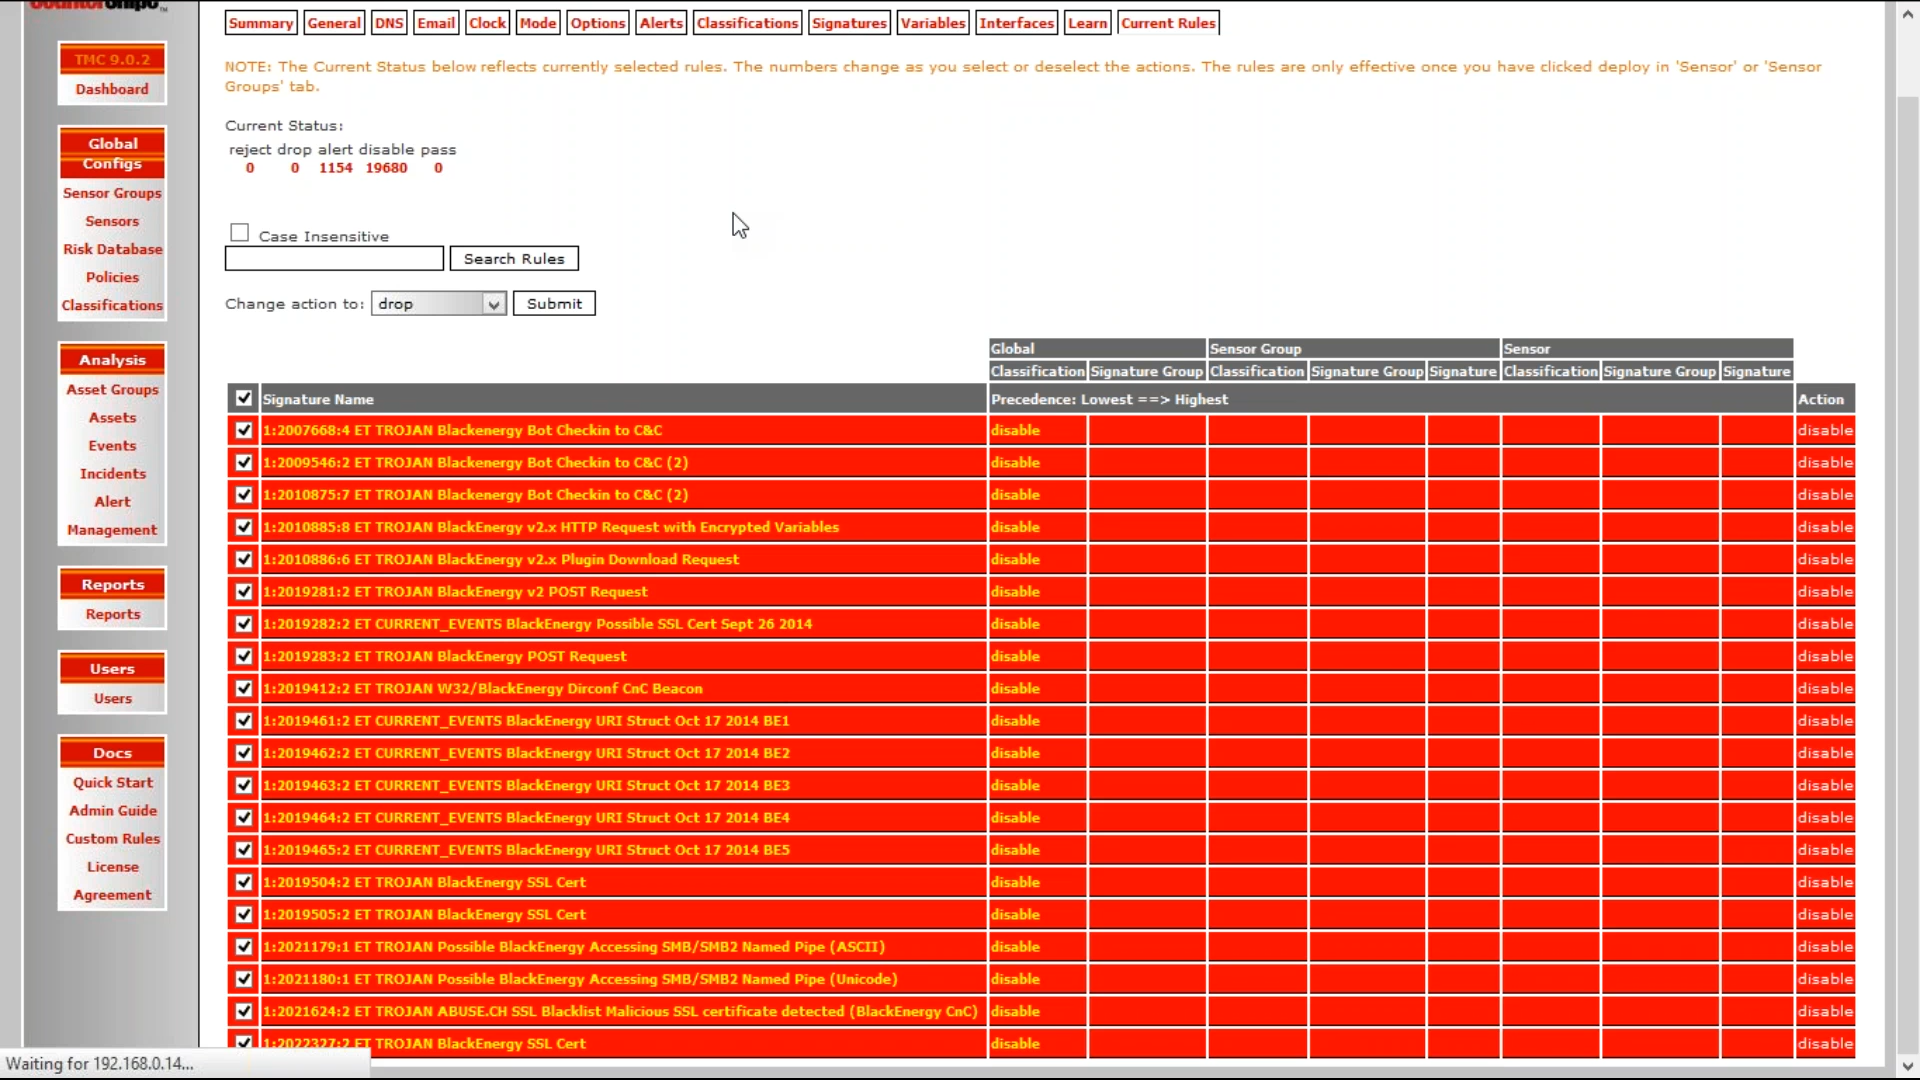 Summary General DNS Email Clock Mode Options Alerts Classifications Signatures Variables Interfaces Learn Current Rules
NOTE: The Current Status below reflects currently selected rules. The numbers change as you select or deselect the actions. The rules are only effective once you have clicked deploy in 'Sensor' or 'Sensor
Groups' tab.
Current Status:
reject drop alert disable pass
0 0 1154 19680 0
Case Insensitive
Search Rules
Change action to: drop Submit
Global Sensor Group Sensor
Classification Signature Group Classification Signature Group Signature Classification Signature Group Signature
Signature Name Precedence: Lowest ==> Highest Action
1:2007668:4 ET TROJAN Blackenergy Bot Checkin to C&C disable disable
1:2009546:2 ET TROJAN Blackenergy Bot Checkin to C&C (2) disable disable
1:2010875:7 ET TROJAN Blackenergy Bot Checkin to C&C (2) disable disable
1:2010885:8 ET TROJAN BlackEnergy v2.x HTTP Request with Encrypted Variables disable disable
1:2010886:6 ET TROJAN BlackEnergy v2.x Plugin Download Request disable disable
1:2019281:2 ET TROJAN BlackEnergy v2 POST Request disable disable
1:2019282:2 ET CURRENT_EVENTS BlackEnergy Possible SSL Cert Sept 26 2014 disable disable
1:2019283:2 ET TROJAN BlackEnergy POST Request disable disable
1:2019412:2 ET TROJAN W32/BlackEnergy Dirconf CnC Beacon disable disable
1:2019461:2 ET CURRENT_EVENTS BlackEnergy URI Struct Oct 17 2014 BE1 disable disable
1:2019462:2 ET CURRENT_EVENTS BlackEnergy URI Struct Oct 17 2014 BE2 disable disable
1:2019463:2 ET CURRENT_EVENTS BlackEnergy URI Struct Oct 17 2014 BE3 disable disable
1:2019464:2 ET CURRENT_EVENTS BlackEnergy URI Struct Oct 17 2014 BE4 disable disable
1:2019465:2 ET CURRENT_EVENTS BlackEnergy URI Struct Oct 17 2014 BE5 disable disable
1:2019504:2 ET TROJAN BlackEnergy SSL Cert disable disable
1:2019505:2 ET TROJAN BlackEnergy SSL Cert disable disable
1:2021179:1 ET TROJAN Possible BlackEnergy Accessing SMB/SMB2 Named Pipe (ASCII) disable disable
1:2021180:1 ET TROJAN Possible BlackEnergy Accessing SMB/SMB2 Named Pipe (Unicode) disable disable
1:2021624:2 ET TROJAN ABUSE.CH SSL Blacklist Malicious SSL certificate detected (BlackEnergy CnC) disable disable
1:2022327:2 ET TROJAN BlackEnergy SSL Cert disable disable
TMC 9.0.2
Dashboard
Global
Configs
Sensor Groups
Sensors
Risk Database
Policies
Classifications
Analysis
Asset Groups
Assets
Events
Incidents
Alert
Management
Reports
Reports
Users
Users
Docs
Quick Start
Admin Guide
Custom Rules
License
Agreement
Waiting for 192.168.0.14...